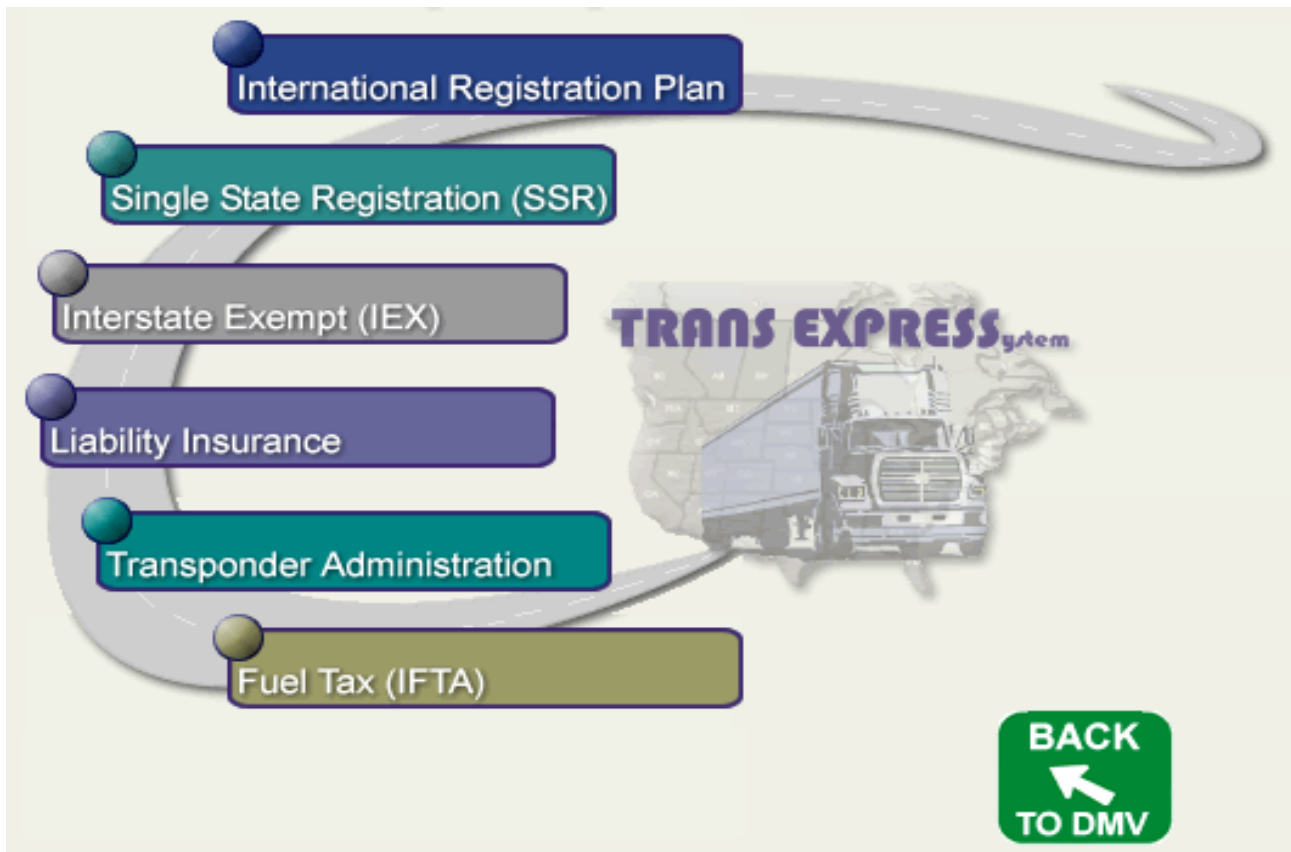 International Registration Plan
Single State Registration (SSR)
Interstate Exempt (IEX)
TRANS EXPRESSystem
Liability Insurance
Transponder Administration
Fuel Tax (IFTA)
BACK
TO DMV